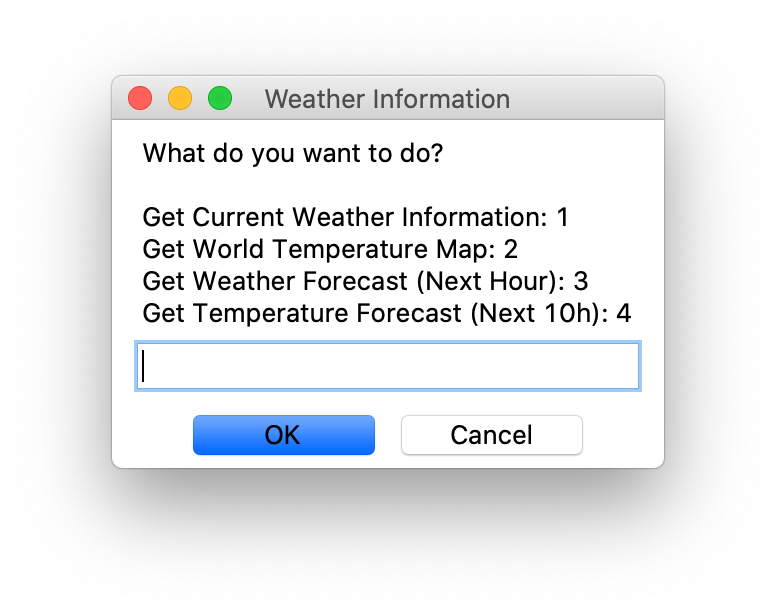 Weather Information
What do you want to do?
Get Current Weather Information: 1
Get World Temperature Map: 2
Get Weather Forecast (Next Hour): 3
Get Temperature Forecast (Next 10h): 4
OK
Cancel